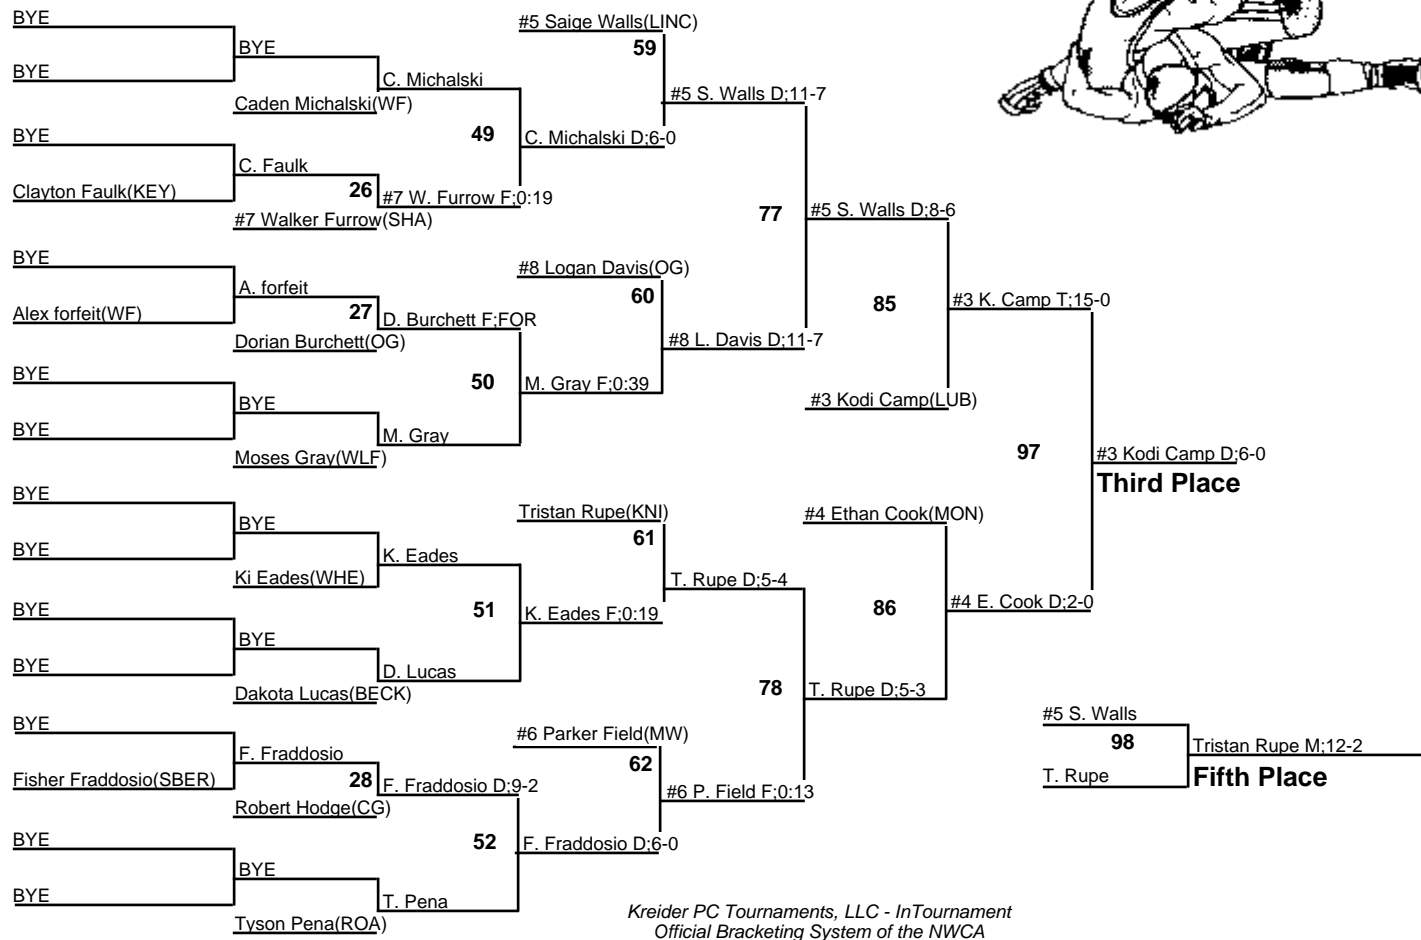 BYE
#5 Saige Walls(LINC)
59
BYE
BYE
C. Michalski
#5 S. Walls D;11-7
Caden Michalski(WF)
49
C. Michalski D;6-0
BYE
C. Faulk
Clayton Faulk(KEY)
26
#7 W. Furrow F;0:19
#7 Walker Furrow(SHA)
77
#5 S. Walls D;8-6
BYE
#8 Logan Davis(OG)
60
A. forfeit
Alex forfeit(WF)
27
D. Burchett F;FOR
Dorian Burchett(OG)
#8 L. Davis D;11-7
85
#3 K. Camp T;15-0
BYE
50
M. Gray F;0:39
BYE
BYE
M. Gray
Moses Gray(WLF)
#3 Kodi Camp(LUB)
97
#3 Kodi Camp D;6-0
Third Place
BYE
Tristan Rupe(KNI)
61
#4 Ethan Cook(MON)
BYE
BYE
K. Eades
Ki Eades(WHE)
T. Rupe D;5-4
51
K. Eades F;0:19
86
#4 E. Cook D;2-0
BYE
BYE
BYE
D. Lucas
Dakota Lucas(BECK)
78
T. Rupe D;5-3
BYE
#6 Parker Field(MW)
62
F. Fraddosio
Fisher Fraddosio(SBER)
28
F. Fraddosio D;9-2
Robert Hodge(CG)
#6 P. Field F;0:13
#5 S. Walls
98
Tristan Rupe M;12-2
T. Rupe
Fifth Place
BYE
52
F. Fraddosio D;6-0
BYE
BYE
T. Pena
Tyson Pena(ROA)
Kreider PC Tournaments, LLC - InTournament
Official Bracketing System of the NWCA